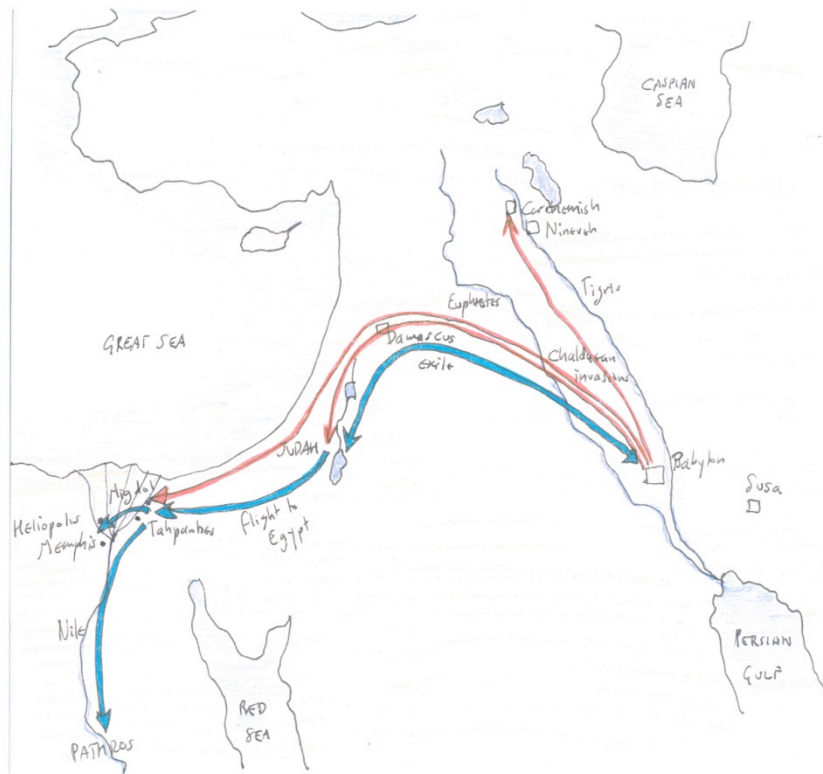 CASPIAN
SEA
Carchemish
Nineveh
Tigris
Euphrates
GREAT SEA
Damascus
Exile
Chaldaean
invasions
JUDAH
Babylon
Susa
Migdol
Heliopolis
Memphis
Tahpanhes
Flight to
Egypt
Nile
PERSIAN
GULF
RED
SEA
PATHROS